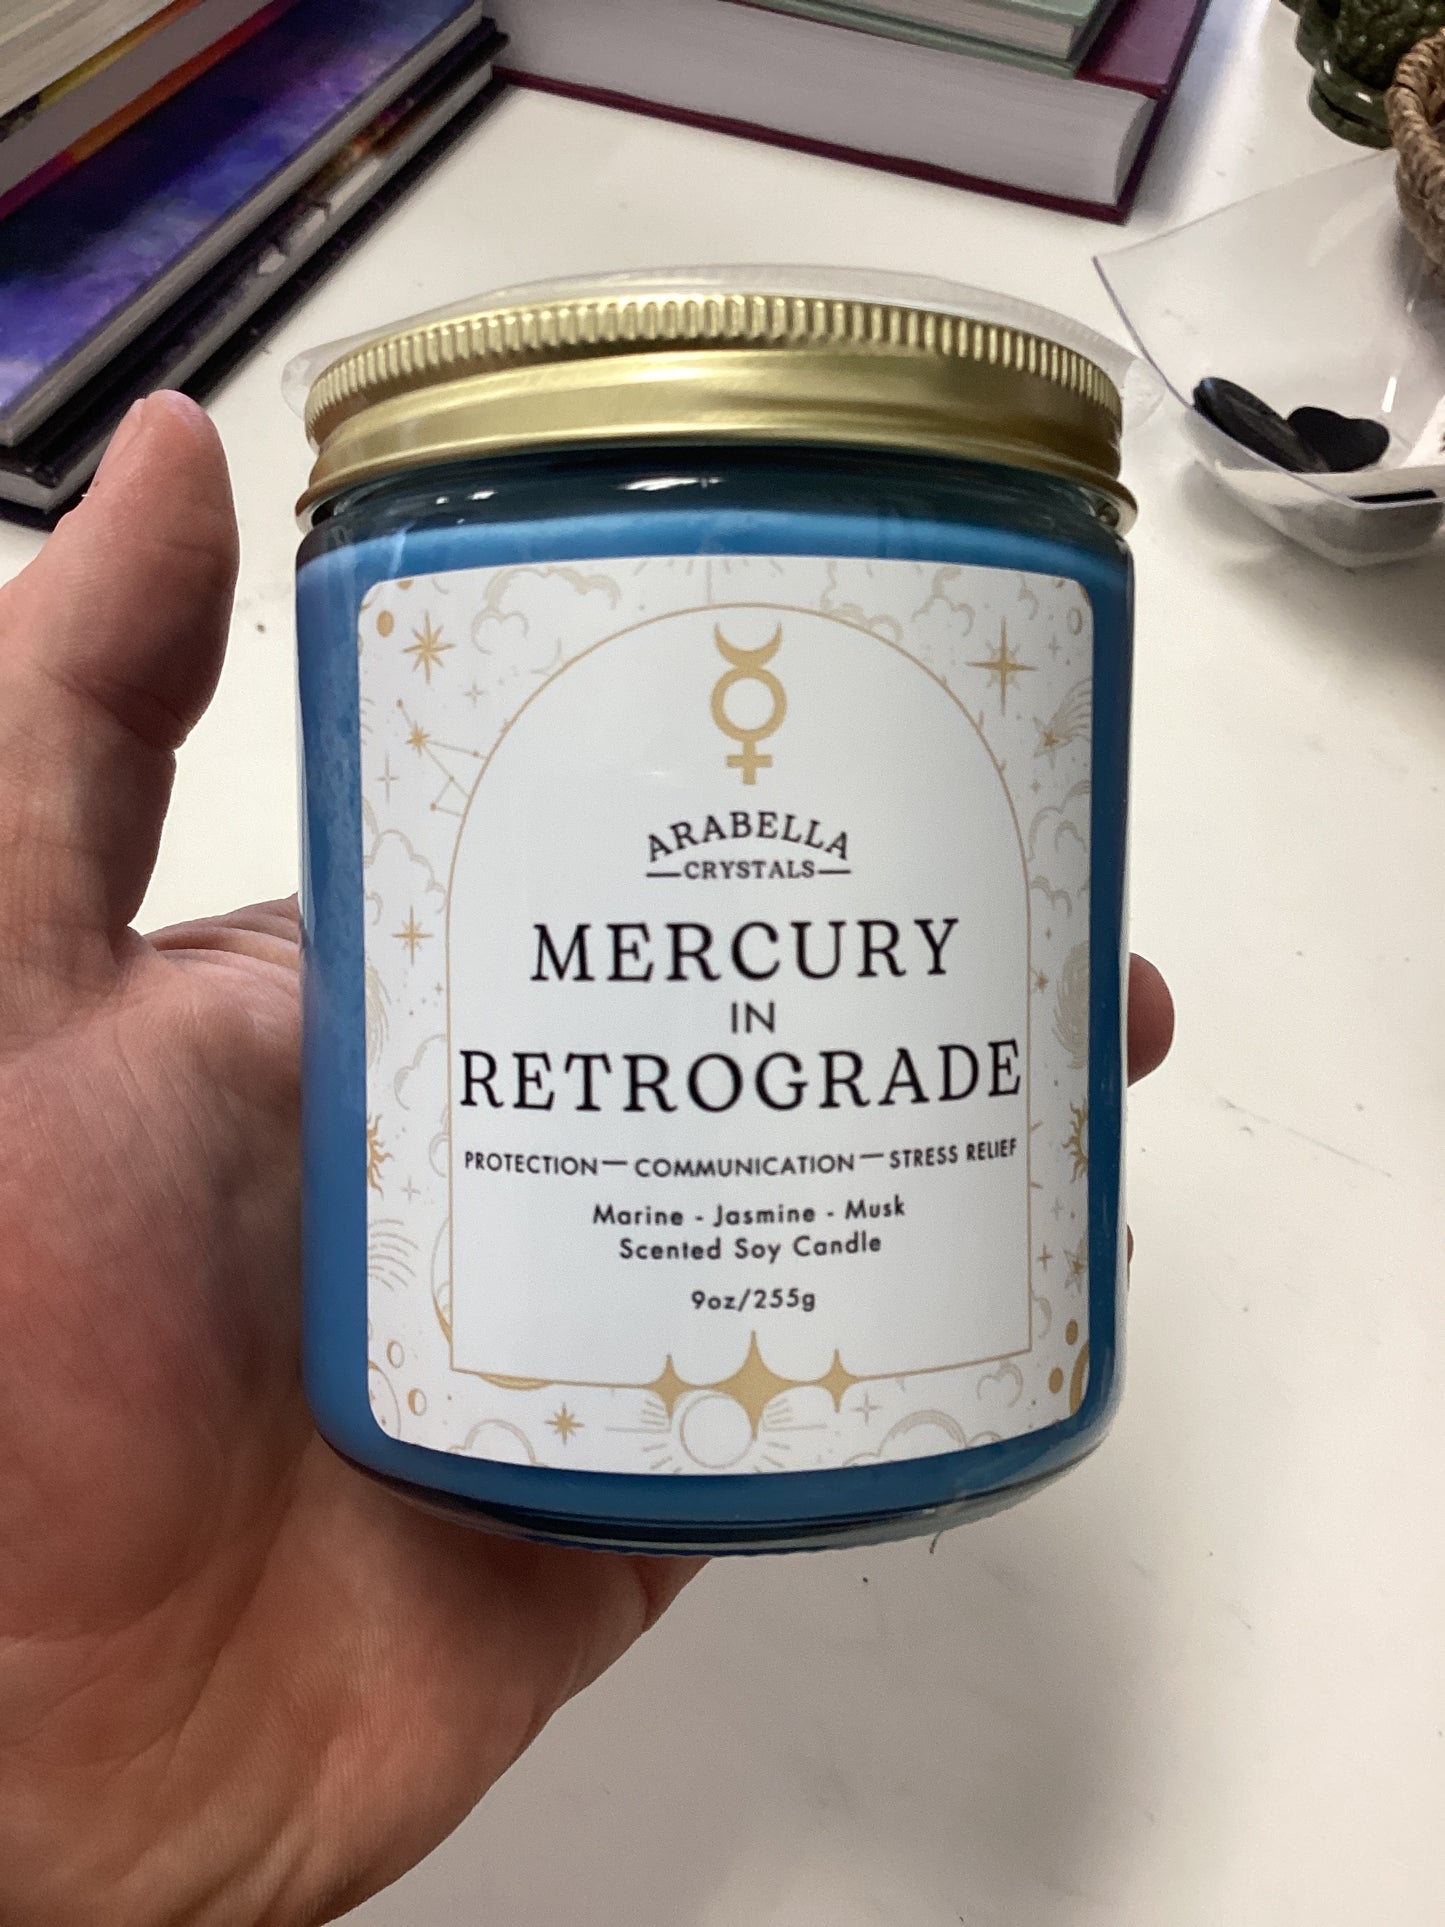 ARABELLA
CRYSTALS
MERCURY
IN
RETROGRADE
PROTECTION — COMMUNICATION — STRESS RELIEF
Marine - Jasmine - Musk
Scented Soy Candle
9oz/255g